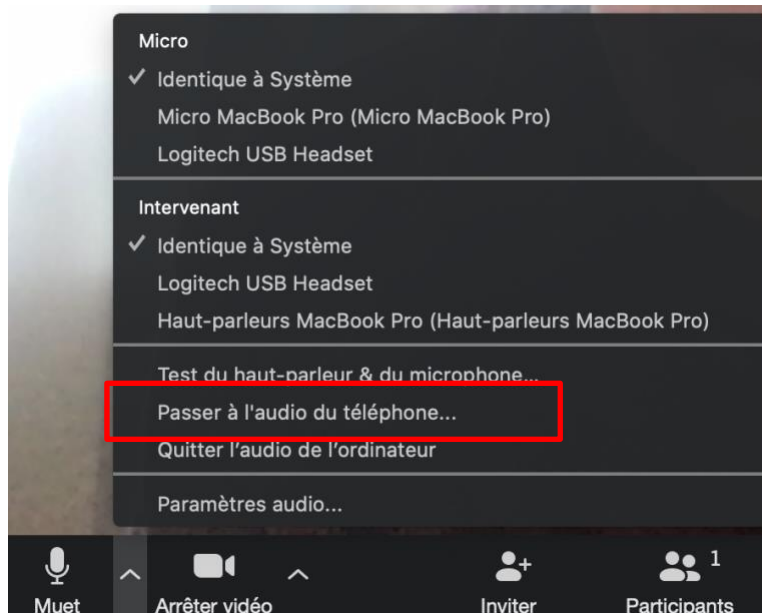 Micro
✓ Identique à Système
Micro MacBook Pro (Micro MacBook Pro)
Logitech USB Headset
Intervenant
✓ Identique à Système
Logitech USB Headset
Haut-parleurs MacBook Pro (Haut-parleurs MacBook Pro)
Test du haut-parleur & du microphone...
Passer à l'audio du téléphone...
Quitter l’audio de l’ordinateur
Paramètres audio...
1
Muet Arrêter vidéo Inviter Participants